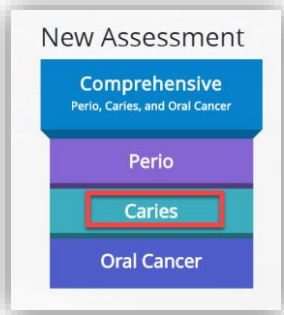 New Assessment
Comprehensive
Perio, Caries, and Oral Cancer
Perio
Caries
Oral Cancer